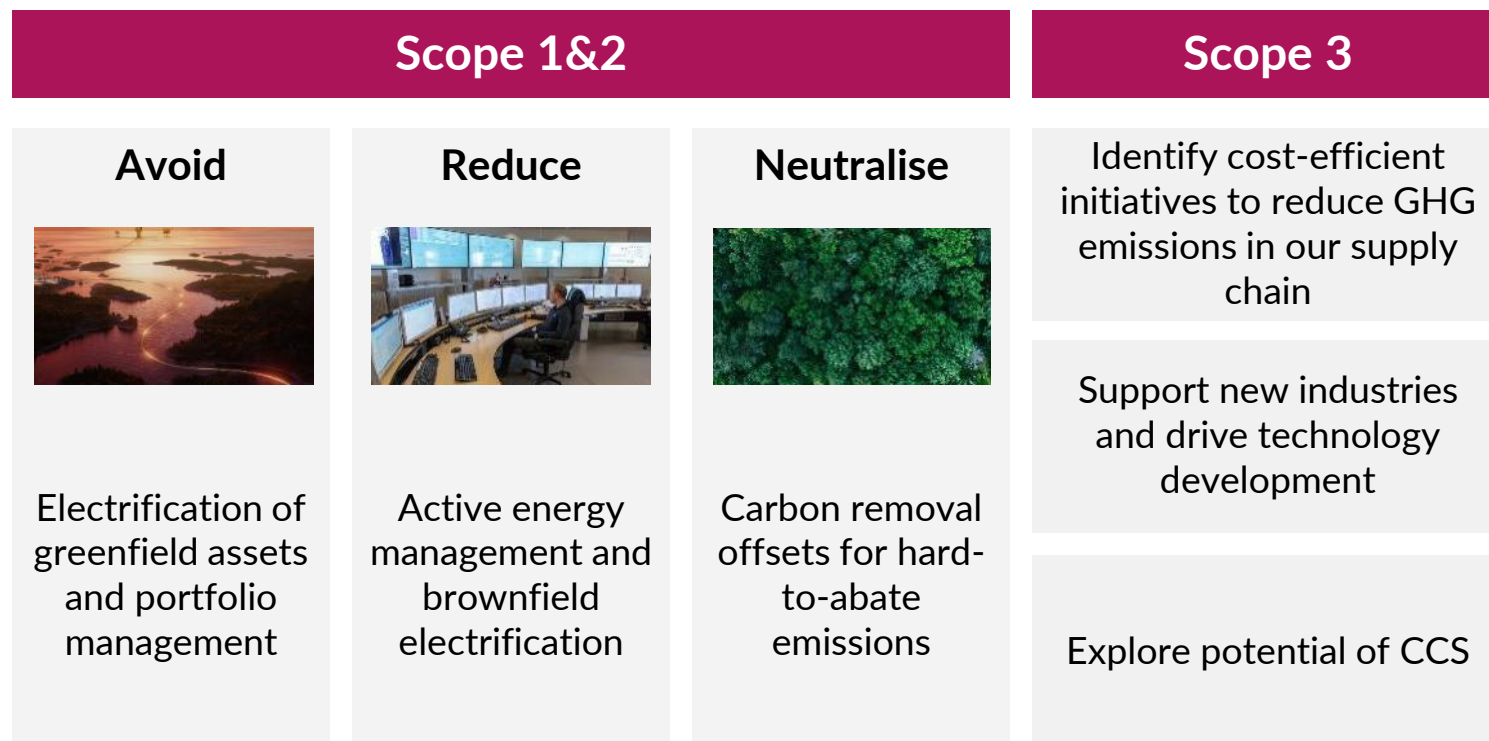 Scope 1&2
Scope 3
Avoid
Electrification of
greenfield assets
and portfolio
management
Reduce
Active energy
management and
brownfield
electrification
Neutralise
Carbon removal
offsets for hard-
to-abate
emissions
Identify cost-efficient
initiatives to reduce GHG
emissions in our supply
chain
Support new industries
and drive technology
development
Explore potential of CCS